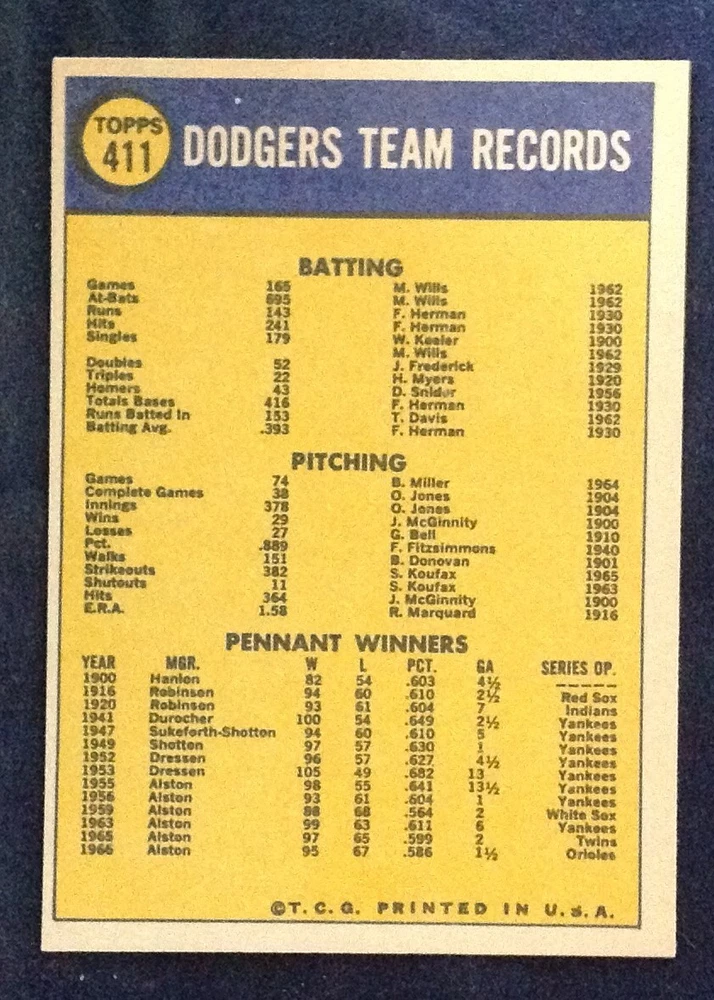 TOPPS
411
DODGERS TEAM RECORDS
BATTING
Games 165 M. Wills 1962
At-Bats 695 M. Wills 1962
Runs 143 F. Herman 1930
Hits 241 F. Herman 1930
Singles 179 W. Keeler 1900
M. Wills 1962
Doubles 52 J. Frederick 1929
Triples 22 H. Myers 1920
Homers 43 D. Snider 1956
Totals Bases 416 F. Herman 1930
Runs Batted In 153 T. Davis 1962
Batting Avg. .393 F. Herman 1930
PITCHING
Games 74 B. Miller 1964
Complete Games 38 O. Jones 1904
Innings 378 O. Jones 1904
Wins 29 J. McGinnity 1900
Losses 27 G. Bell 1910
Pct. .889 F. Fitzsimmons 1940
Walks 151 B. Donovan 1901
Strikeouts 382 S. Koufax 1965
Shutouts 11 S. Koufax 1963
Hits 364 J. McGinnity 1900
E.R.A. 1.58 R. Marquard 1916
PENNANT WINNERS
YEAR MGR. W L PCT. GA SERIES OP.
1900 Hanlon 82 54 .603 4½ -----
1916 Robinson 94 60 .610 2½ Red Sox
1920 Robinson 93 61 .604 7 Indians
1941 Durocher 100 54 .649 2½ Yankees
1947 Sukeforth-Shotton 94 60 .610 5 Yankees
1949 Shotton 97 57 .630 1 Yankees
1952 Dressen 96 57 .627 4½ Yankees
1953 Dressen 105 49 .682 13 Yankees
1955 Alston 98 55 .641 13½ Yankees
1956 Alston 93 61 .604 1 Yankees
1959 Alston 88 68 .564 2 White Sox
1963 Alston 99 63 .611 6 Yankees
1965 Alston 97 65 .599 2 Twins
1966 Alston 95 67 .586 1½ Orioles
©T.C.G. PRINTED IN U.S.A.